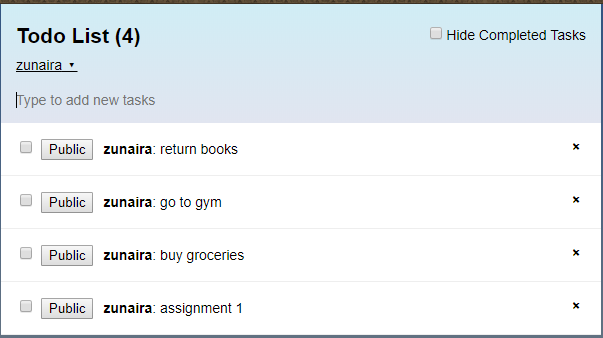 Todo List (4)
Hide Completed Tasks
zunaira ▼
Type to add new tasks
Public zunaira: return books ×
Public zunaira: go to gym ×
Public zunaira: buy groceries ×
Public zunaira: assignment 1 ×